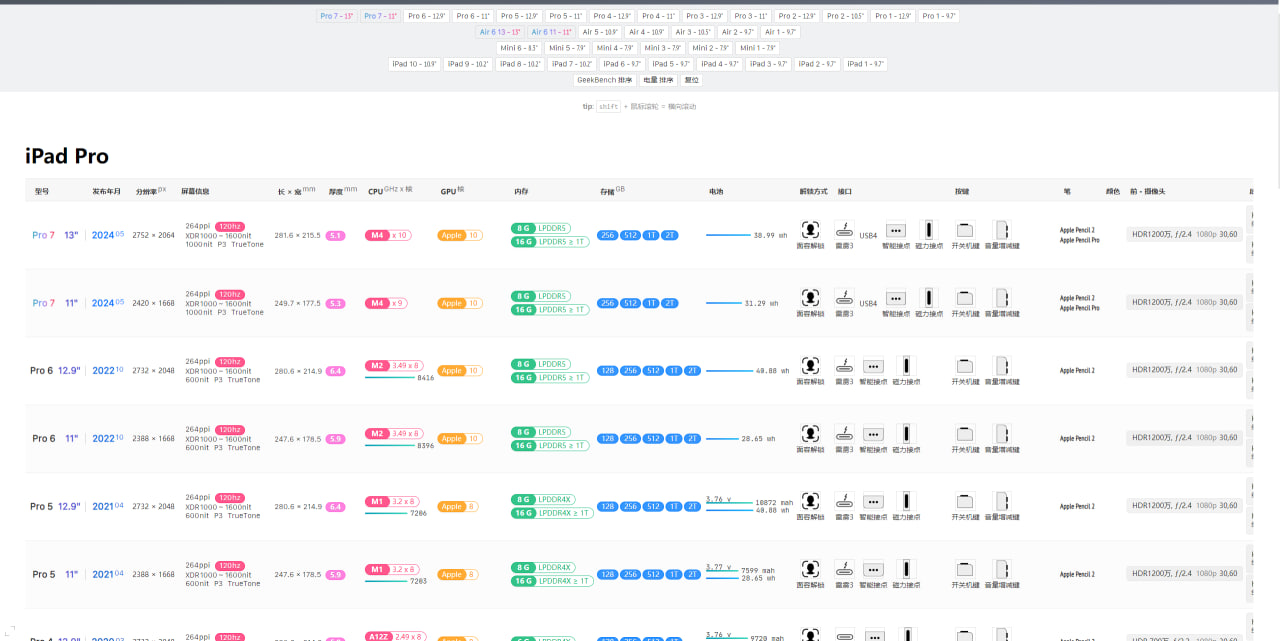 Pro 7 - 13" Pro 7 - 11" Pro 6 - 12.9" Pro 6 - 11" Pro 5 - 12.9" Pro 5 - 11" Pro 4 - 12.9" Pro 4 - 11" Pro 3 - 12.9" Pro 3 - 11" Pro 2 - 12.9" Pro 2 - 10.5" Pro 1 - 12.9" Pro 1 - 9.7"
Air 6 13 - 13" Air 6 11 - 11" Air 5 - 10.9" Air 4 - 10.9" Air 3 - 10.5" Air 2 - 9.7" Air 1 - 9.7"
Mini 6 - 8.3" Mini 5 - 7.9" Mini 4 - 7.9" Mini 3 - 7.9" Mini 2 - 7.9" Mini 1 - 7.9"
iPad 10 - 10.9" iPad 9 - 10.2" iPad 8 - 10.2" iPad 7 - 10.2" iPad 6 - 9.7" iPad 5 - 9.7" iPad 4 - 9.7" iPad 3 - 9.7" iPad 2 - 9.7" iPad 1 - 9.7"
GeekBench 排序 电量 排序 复位
tip: shift + 鼠标滚轮 = 横向滚动
iPad Pro
型号 发布年月 分辨率px 屏幕信息 长 × 宽mm 厚度mm CPU GHz x 核 GPU核 内存 存储GB 电池 解锁方式 接口 按键 笔 颜色 前 - 摄像头
Pro 7 13" 2024 05 2752 × 2064 264ppi 120hz 281.6 × 215.5 5.1 M4 x 10 Apple 10 8 G LPDDR5 256 512 1T 2T 38.99 wh 面容解锁 雷雳3 USB4 智能接点 磁力接点 开关机键 音量增减键 Apple Pencil 2 HDR1200万, ƒ/2.4 1080p 30,60
XDR1000 ~ 1600nit 16 G LPDDR5 ≥ 1T Apple Pencil Pro
1000nit P3 TrueTone
Pro 7 11" 2024 05 2420 × 1668 264ppi 120hz 249.7 × 177.5 5.3 M4 x 9 Apple 10 8 G LPDDR5 256 512 1T 2T 31.29 wh 面容解锁 雷雳3 USB4 智能接点 磁力接点 开关机键 音量增减键 Apple Pencil 2 HDR1200万, ƒ/2.4 1080p 30,60
XDR1000 ~ 1600nit 16 G LPDDR5 ≥ 1T Apple Pencil Pro
1000nit P3 TrueTone
Pro 6 12.9" 2022 10 2732 × 2048 264ppi 120hz 280.6 × 214.9 6.4 M2 3.49 x 8 Apple 10 8 G LPDDR5 128 256 512 1T 2T 40.88 wh 面容解锁 雷雳3 智能接点 磁力接点 开关机键 音量增减键 Apple Pencil 2 HDR1200万, ƒ/2.4 1080p 30,60
XDR1000 ~ 1600nit 8416 16 G LPDDR5 ≥ 1T
600nit P3 TrueTone
Pro 6 11" 2022 10 2388 × 1668 264ppi 120hz 247.6 × 178.5 5.9 M2 3.49 x 8 Apple 10 8 G LPDDR5 128 256 512 1T 2T 28.65 wh 面容解锁 雷雳3 智能接点 磁力接点 开关机键 音量增减键 Apple Pencil 2 HDR1200万, ƒ/2.4 1080p 30,60
XDR1000 ~ 1600nit 8396 16 G LPDDR5 ≥ 1T
600nit P3 TrueTone
Pro 5 12.9" 2021 04 2732 × 2048 264ppi 120hz 280.6 × 214.9 6.4 M1 3.2 x 8 Apple 8 8 G LPDDR4X 128 256 512 1T 2T 3.76 v 10872 mah 面容解锁 雷雳3 智能接点 磁力接点 开关机键 音量增减键 Apple Pencil 2 HDR1200万, ƒ/2.4 1080p 30,60
XDR1000 ~ 1600nit 7206 16 G LPDDR4X ≥ 1T 40.88 wh
600nit P3 TrueTone
Pro 5 11" 2021 04 2388 × 1668 264ppi 120hz 247.6 × 178.5 5.9 M1 3.2 x 8 Apple 8 8 G LPDDR4X 128 256 512 1T 2T 3.77 v 7599 mah 面容解锁 雷雳3 智能接点 磁力接点 开关机键 音量增减键 Apple Pencil 2 HDR1200万, ƒ/2.4 1080p 30,60
XDR1000 ~ 1600nit 7203 16 G LPDDR4X ≥ 1T 28.65 wh
600nit P3 TrueTone
264ppi 120hz A12Z 2.49 x 8 3.76 v 9720 mah